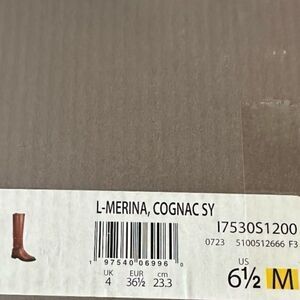 L-MERINA, COGNAC SY
I7530S1200
0723 5100512666 F3
1 97540 06996 0
UK EUR cm US
4 36½ 23.3 6½ M